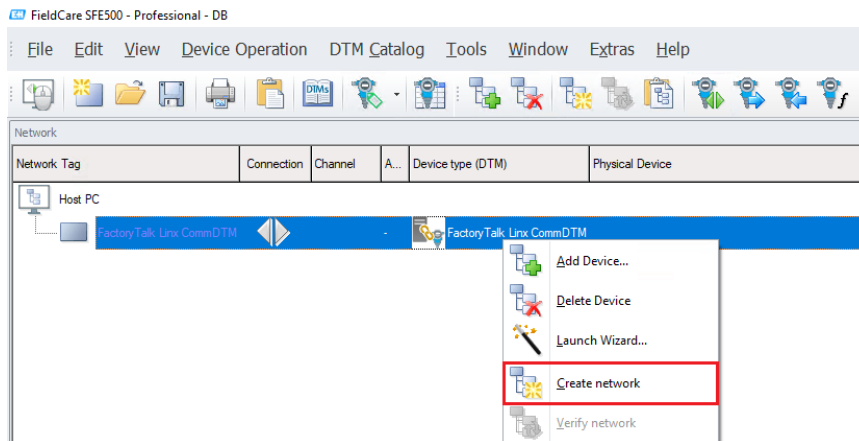 FieldCare SFE500 - Professional - DB
File Edit View Device Operation DTM Catalog Tools Window Extras Help
DTMs
Network
Network Tag Connection Channel A... Device type (DTM) Physical Device
Host PC
FactoryTalk Linx CommDTM - FactoryTalk Linx CommDTM
Add Device...
Delete Device
Launch Wizard...
Create network
Verify network